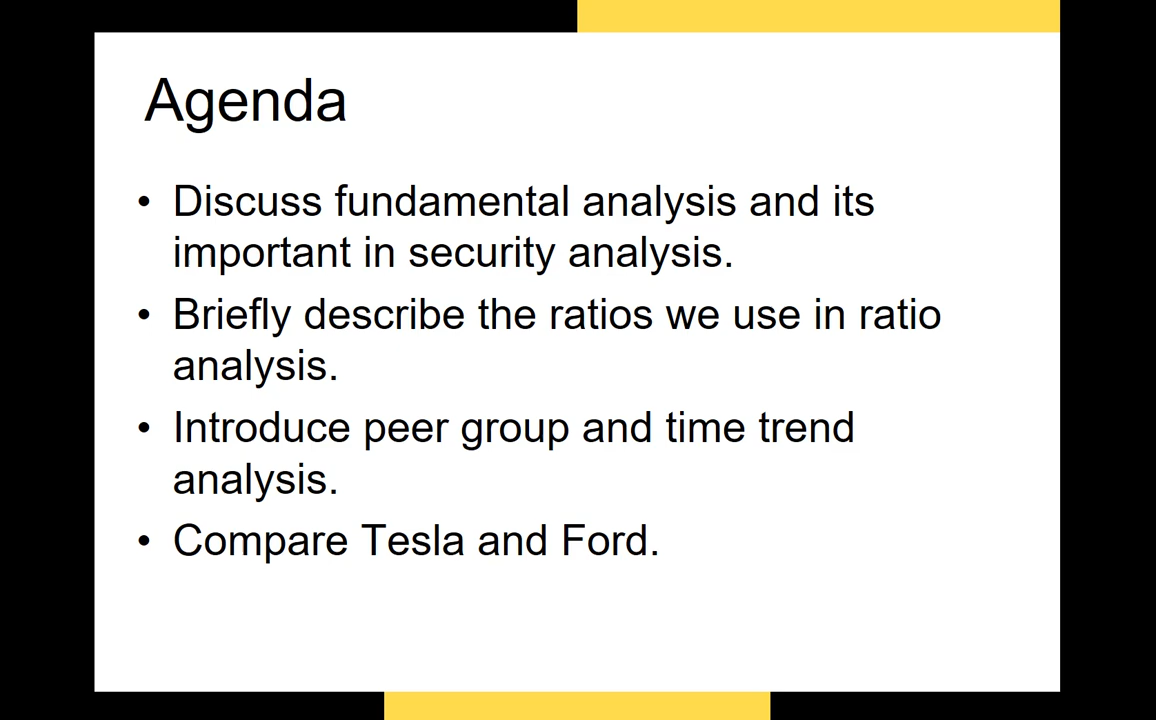 Agenda
• Discuss fundamental analysis and its
important in security analysis.
• Briefly describe the ratios we use in ratio
analysis.
• Introduce peer group and time trend
analysis.
• Compare Tesla and Ford.